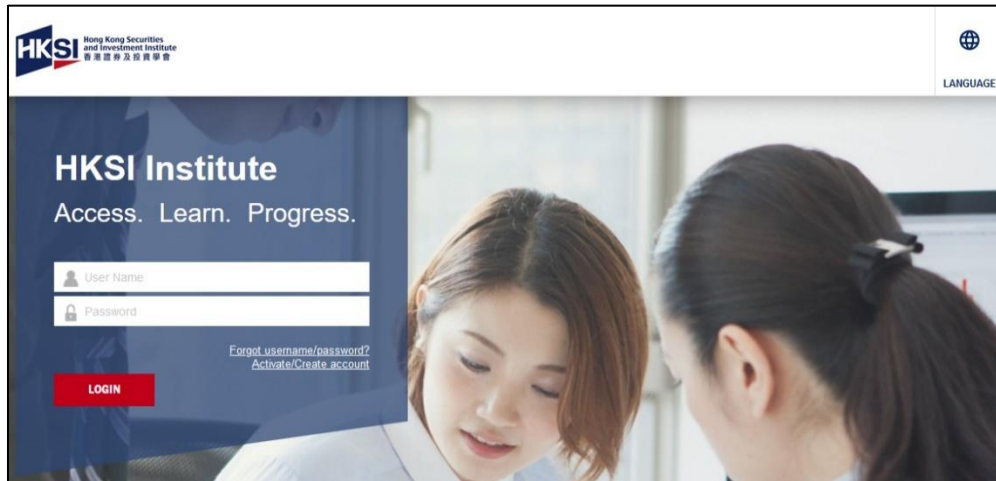 HKSI
Hong Kong Securities
and Investment Institute
香港證券及投資學會
LANGUAGE
HKSI Institute
Access. Learn. Progress.
User Name
Password
Forgot username/password?
Activate/Create account
LOGIN